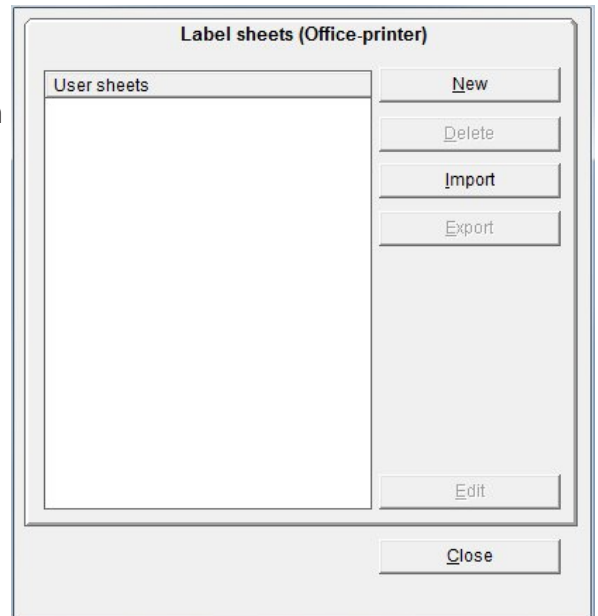 Label sheets (Office-printer)
User sheets
New
Delete
Import
Export
Edit
Close